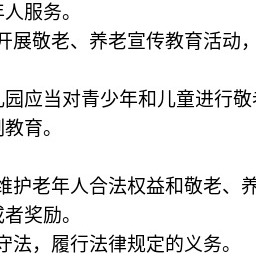 年人服务。
开展敬老、养老宣传教育活动，
儿园应当对青少年和儿童进行敬老
制教育。
维护老年人合法权益和敬老、养
或者奖励。
守法，履行法律规定的义务。